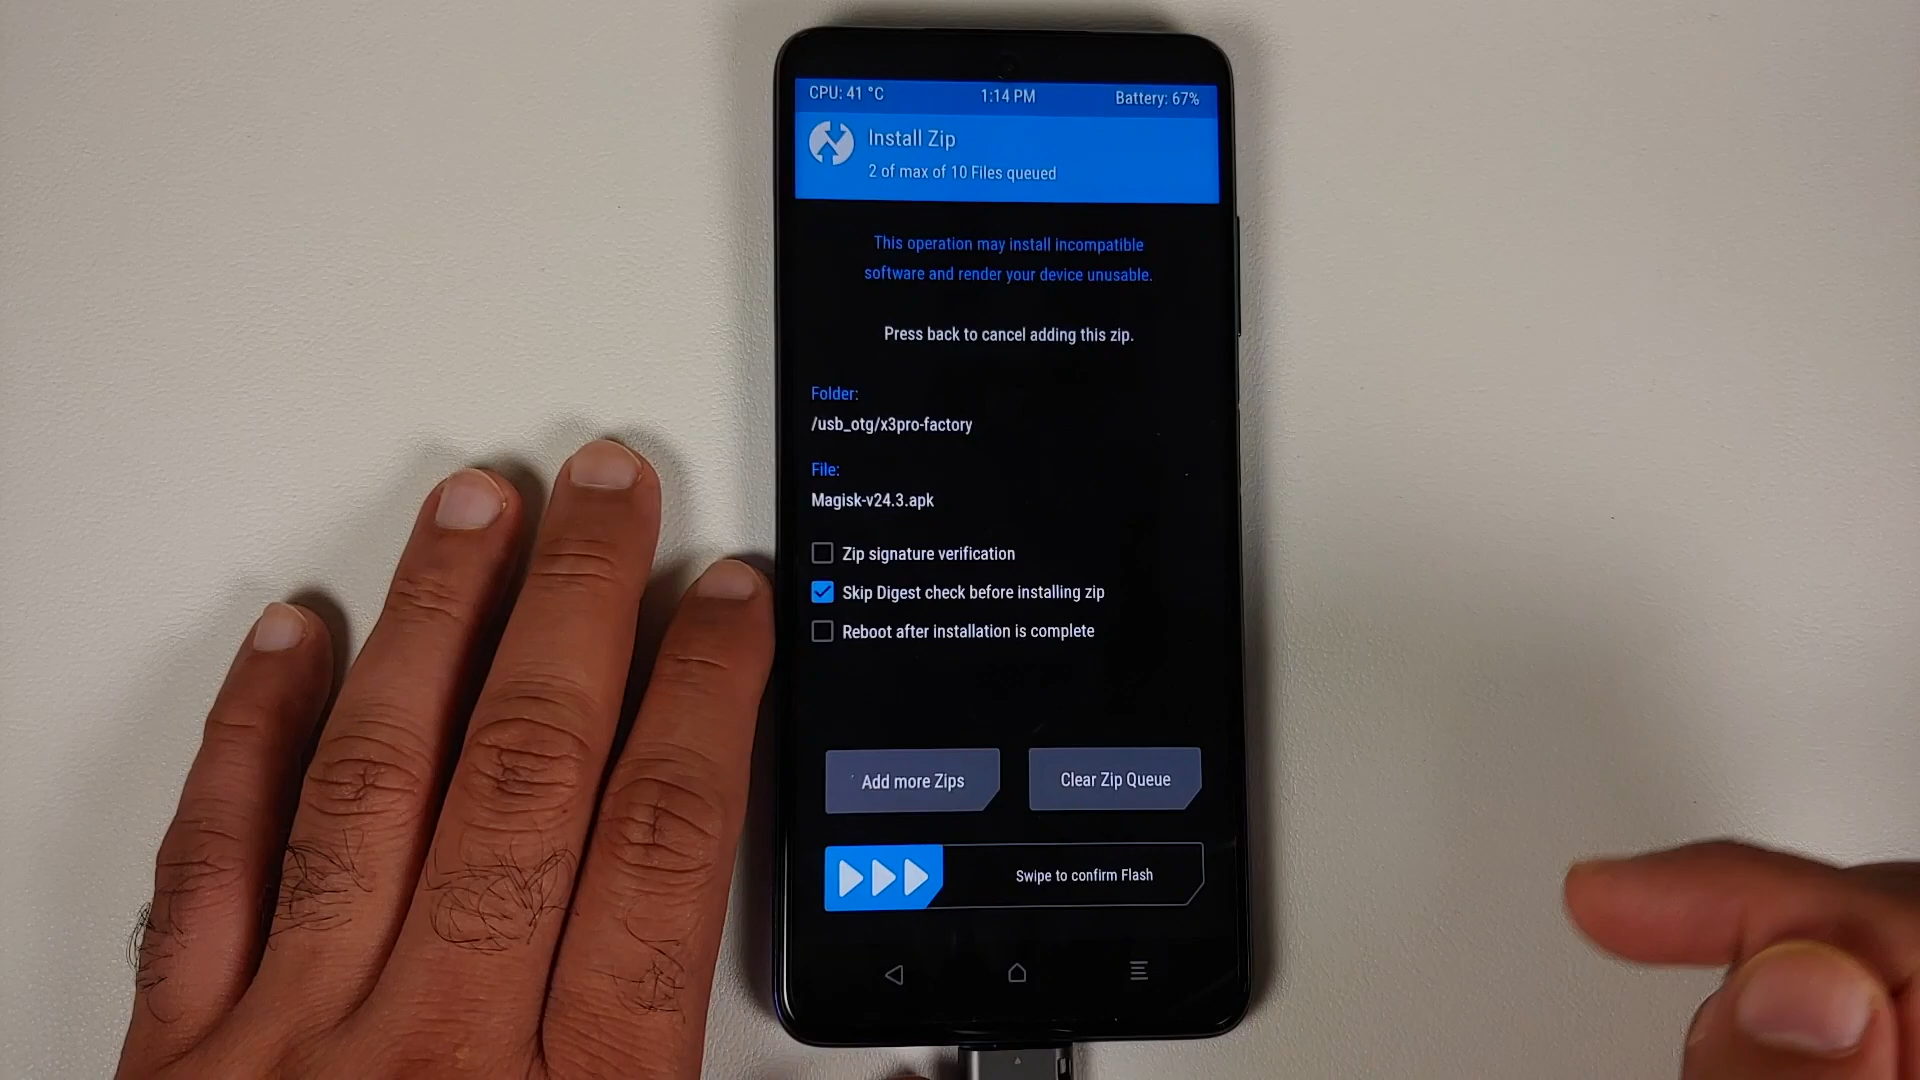 CPU: 41 °C
1:14 PM
Battery: 67%
Install Zip
2 of max of 10 Files queued
This operation may install incompatible
software and render your device unusable.
Press back to cancel adding this zip.
Folder:
/usb_otg/x3pro-factory
File:
Magisk-v24.3.apk
Zip signature verification
Skip Digest check before installing zip
Reboot after installation is complete
Add more Zips
Clear Zip Queue
Swipe to confirm Flash